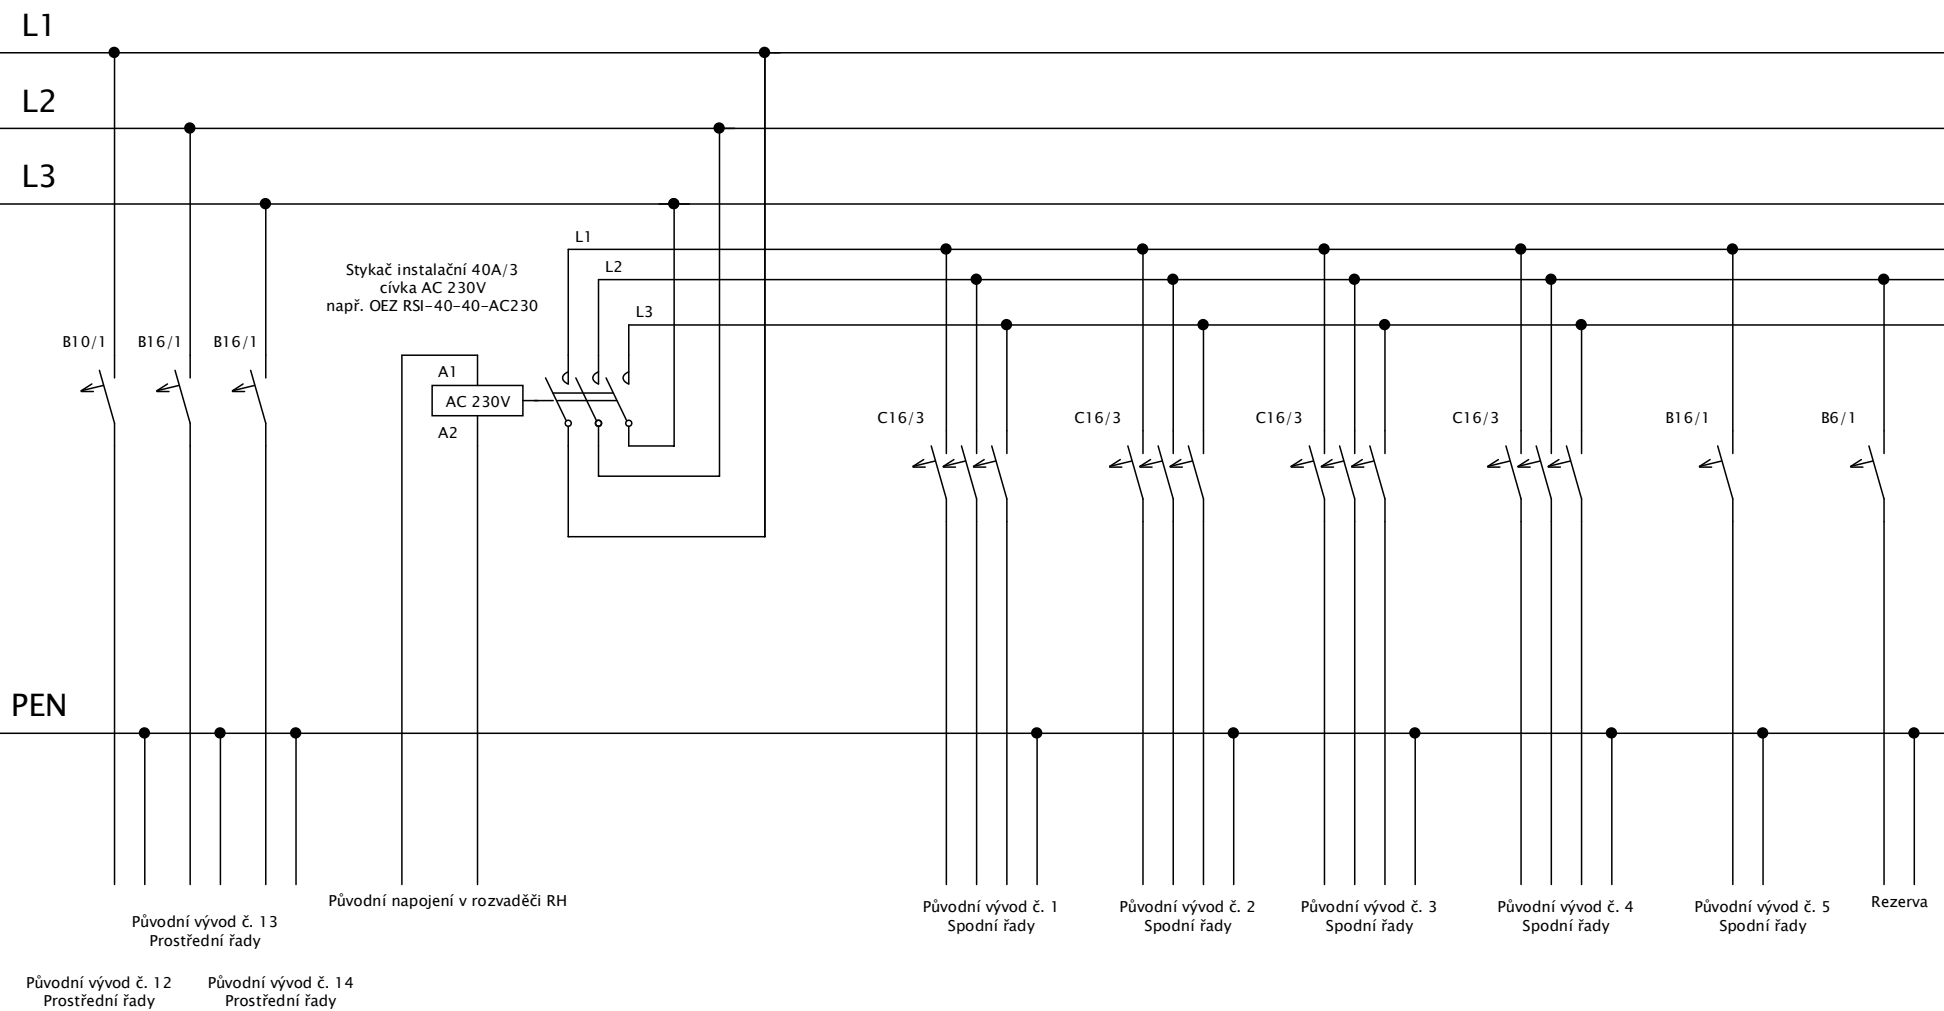 L1
L2
L3
L1
L2
L3
Stykač instalační 40A/3
cívka AC 230V
např. OEZ RSI-40-40-AC230
B10/1
B16/1
B16/1
A1
AC 230V
A2
C16/3
C16/3
C16/3
C16/3
B16/1
B6/1
PEN
Původní napojení v rozvaděči RH
Původní vývod č. 13
Prostřední řady
Původní vývod č. 12
Prostřední řady
Původní vývod č. 14
Prostřední řady
Původní vývod č. 1
Spodní řady
Původní vývod č. 2
Spodní řady
Původní vývod č. 3
Spodní řady
Původní vývod č. 4
Spodní řady
Původní vývod č. 5
Spodní řady
Rezerva